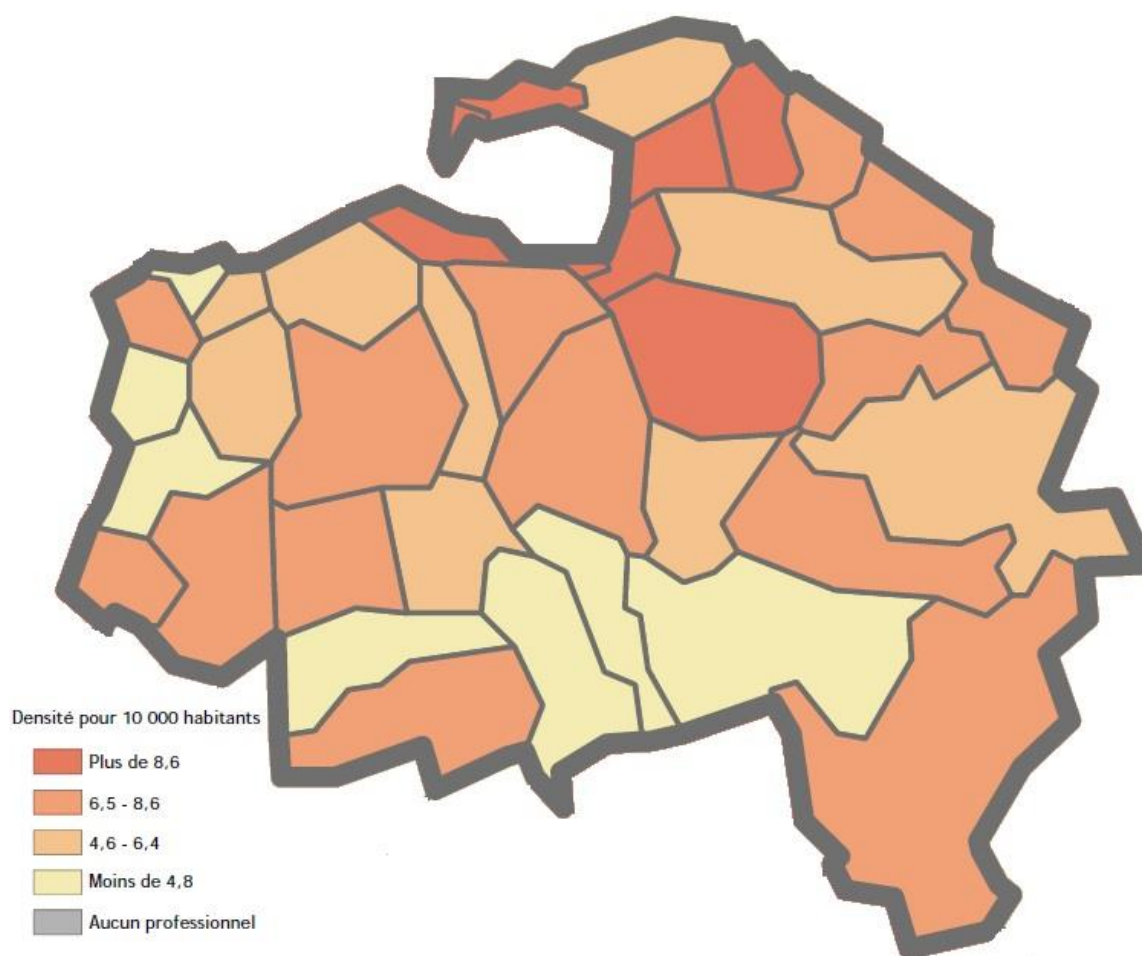 Densité pour 10 000 habitants
Plus de 8,6
6,5 - 8,6
4,6 - 6,4
Moins de 4,8
Aucun professionnel